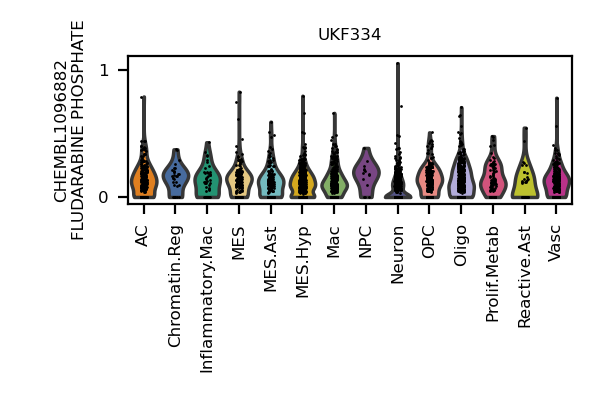 UKF334
CHEMBL1096882
FLUDARABINE PHOSPHATE
1
0
AC
Chromatin.Reg
Inflammatory.Mac
MES
MES.Ast
MES.Hyp
Mac
NPC
Neuron
OPC
Oligo
Prolif.Metab
Reactive.Ast
Vasc